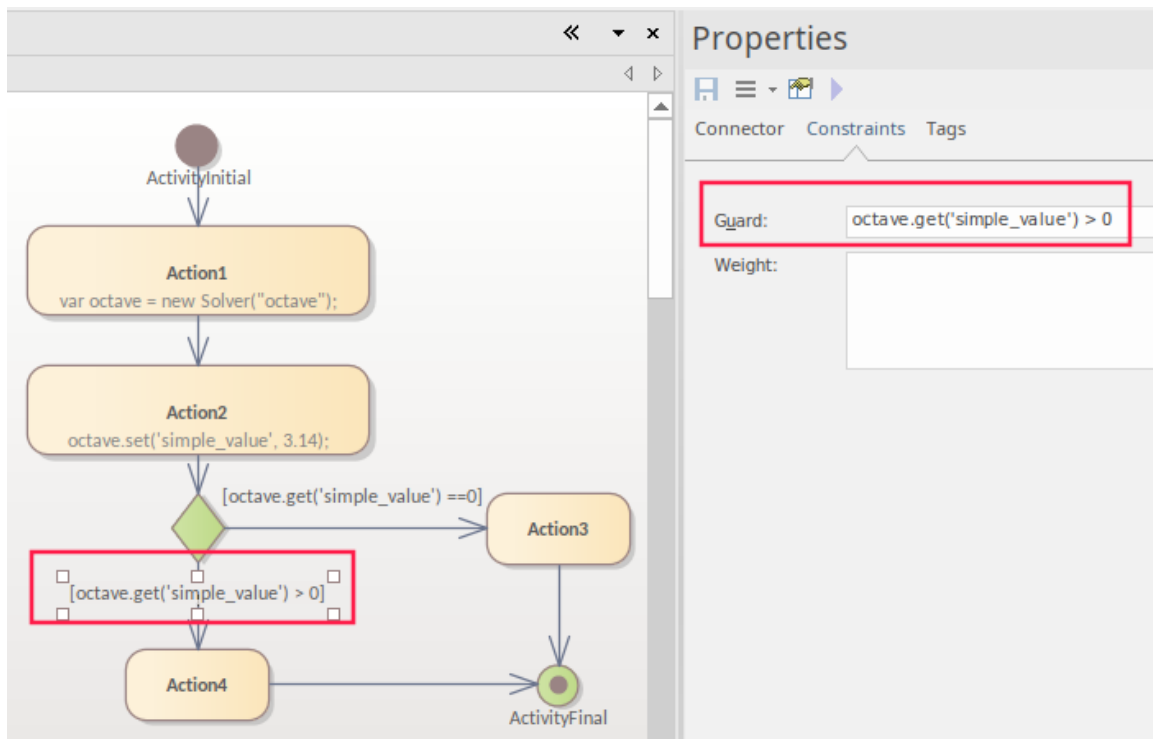 Properties
Connector Constraints Tags
Guard: octave.get('simple_value') > 0
Weight:
ActivityInitial
Action1
var octave = new Solver("octave");
Action2
octave.set('simple_value', 3.14);
[octave.get('simple_value') ==0]
Action3
[octave.get('simple_value') > 0]
Action4
ActivityFinal